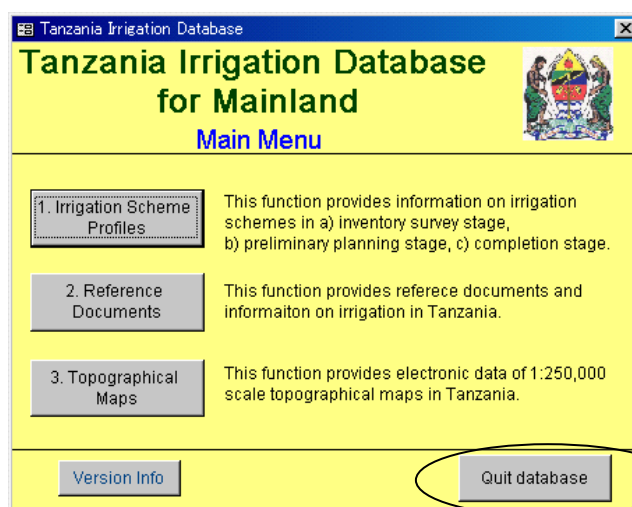 Tanzania Irrigation Database
Tanzania Irrigation Database
for Mainland
Main Menu
1. Irrigation Scheme
Profiles
This function provides information on irrigation
schemes in a) inventory survey stage,
b) preliminary planning stage, c) completion stage.
2. Reference
Documents
This function provides referece documents and
informaiton on irrigation in Tanzania.
3. Topographical
Maps
This function provides electronic data of 1:250,000
scale topographical maps in Tanzania.
Version Info
Quit database